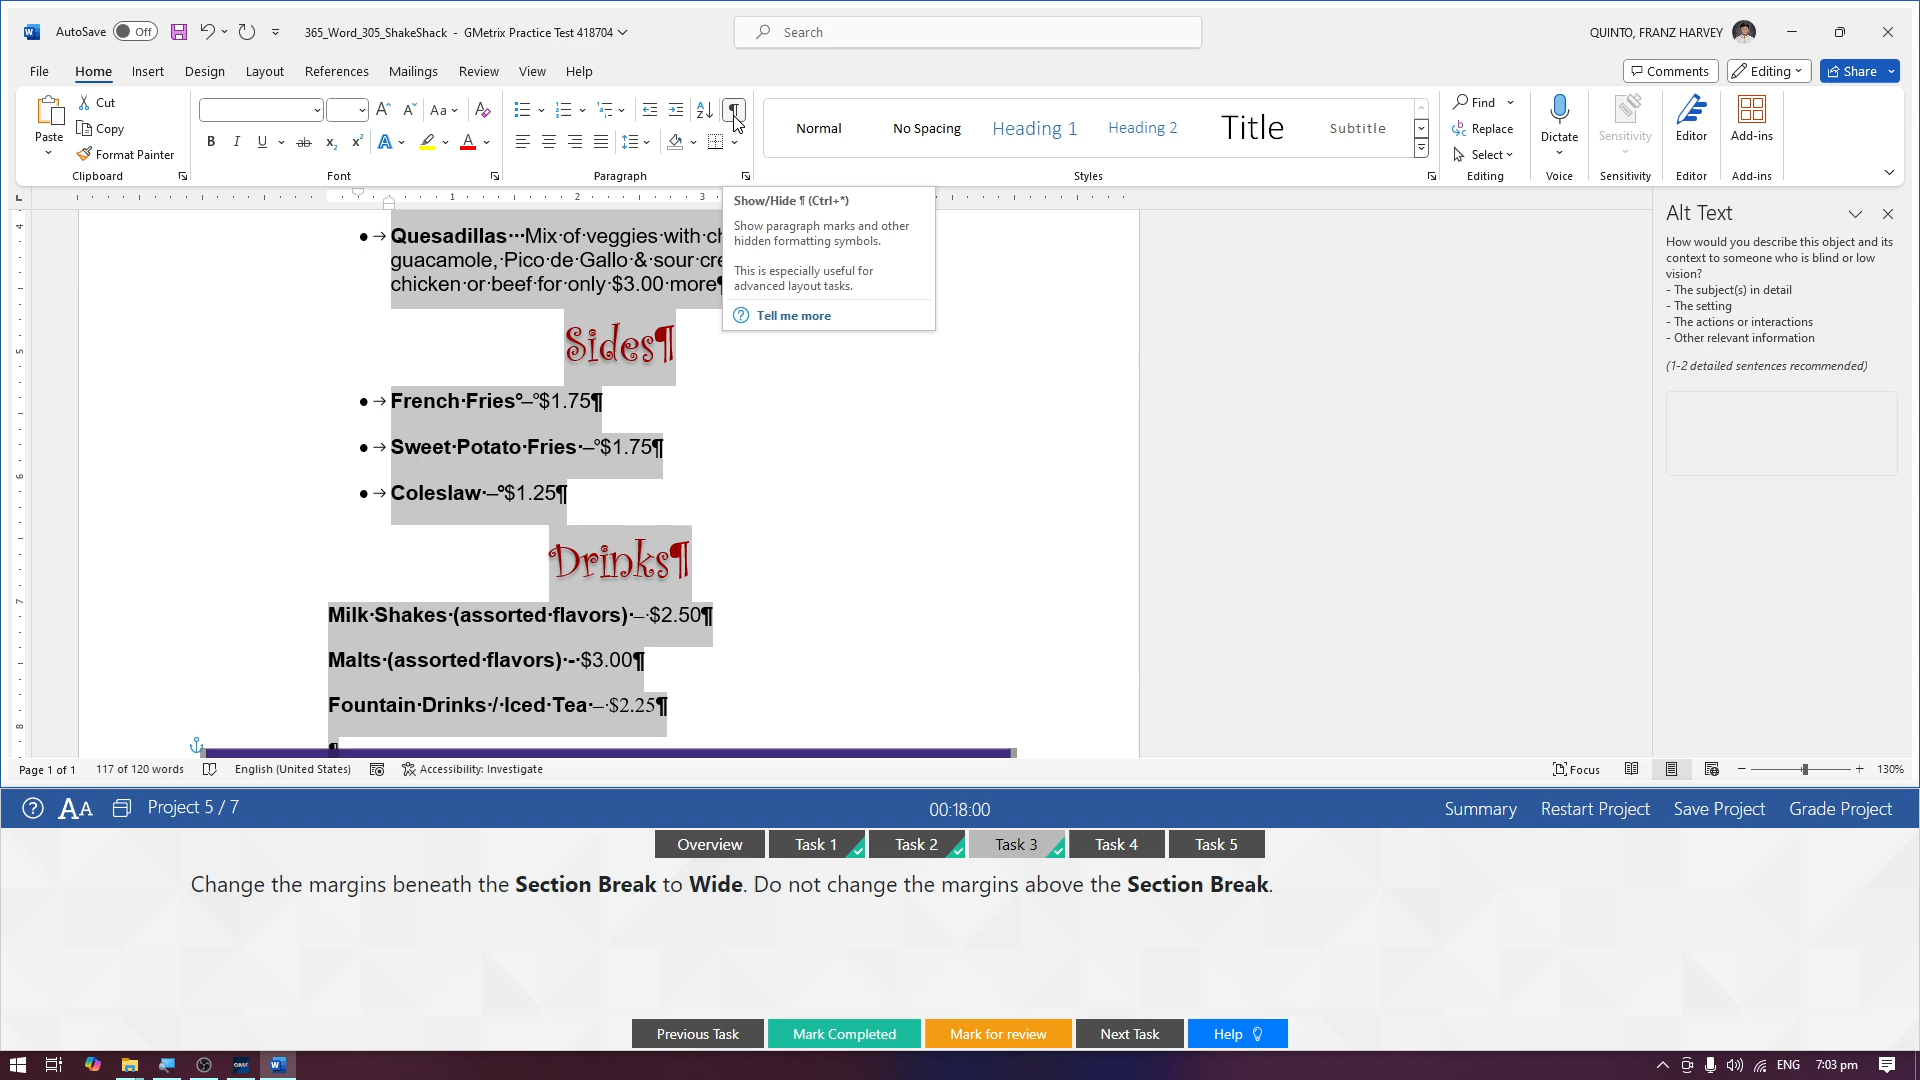 AutoSave Off 365_Word_305_ShakeShack - GMetrix Practice Test 418704 Search QUINTO, FRANZ HARVEY
File Home Insert Design Layout References Mailings Review View Help Comments Editing Share
Paste Cut Copy Format Painter
Clipboard Font Paragraph
Normal No Spacing Heading 1 Heading 2 Title Subtitle
Styles
Find Replace Select
Editing
Dictate
Voice
Sensitivity
Sensitivity
Editor
Editor
Add-ins
Add-ins
Show/Hide ¶ (Ctrl+*)
Show paragraph marks and other
hidden formatting symbols.
This is especially useful for
advanced layout tasks.
Tell me more
• → Quesadillas···Mix·of·veggies·with·ch
guacamole,·Pico·de·Gallo·&·sour·cre
chicken·or·beef·for·only·$3.00·more¶
Sides¶
• → French·Fries°–°$1.75¶
• → Sweet·Potato·Fries·–°$1.75¶
• → Coleslaw·–°$1.25¶
Drinks¶
Milk·Shakes·(assorted·flavors)·–·$2.50¶
Malts·(assorted·flavors)·-·$3.00¶
Fountain·Drinks·/·Iced·Tea·–·$2.25¶
¶
Alt Text
How would you describe this object and its
context to someone who is blind or low
vision?
- The subject(s) in detail
- The setting
- The actions or interactions
- Other relevant information
(1-2 detailed sentences recommended)
Page 1 of 1 117 of 120 words English (United States) Accessibility: Investigate Focus 130%
Project 5 / 7 00:18:00 Summary Restart Project Save Project Grade Project
Overview Task 1 Task 2 Task 3 Task 4 Task 5
Change the margins beneath the Section Break to Wide. Do not change the margins above the Section Break.
Previous Task Mark Completed Mark for review Next Task Help
ENG 7:03 pm